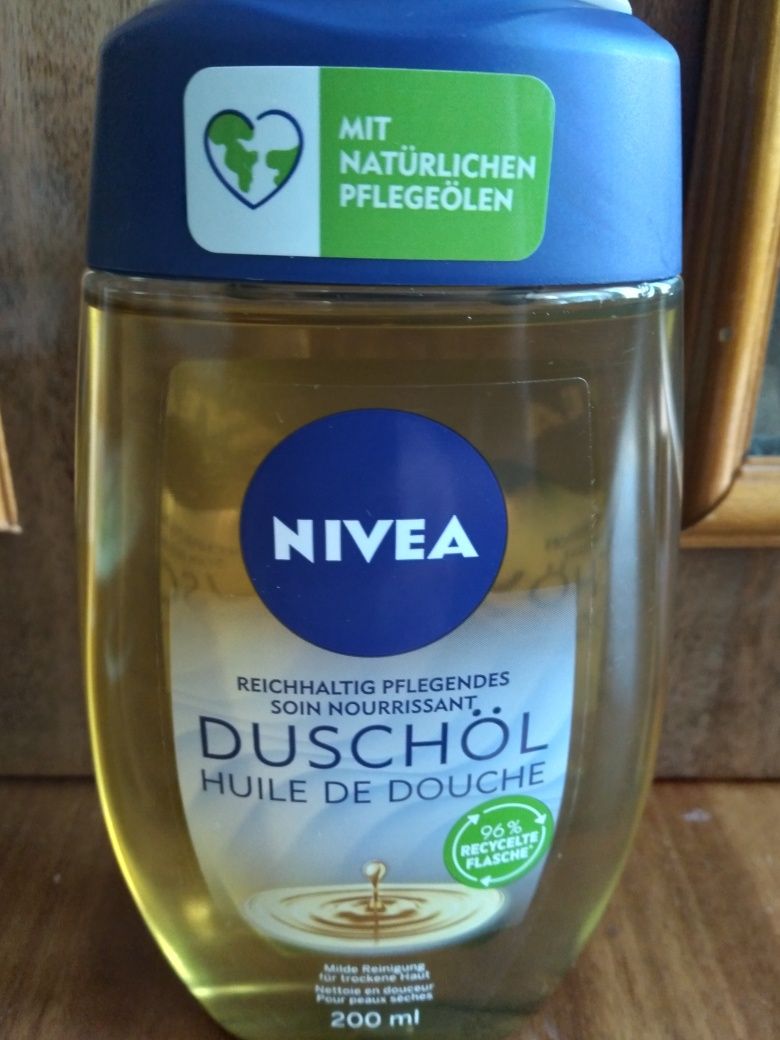 MIT
NATÜRLICHEN
PFLEGEÖLEN
NIVEA
REICHHALTIG PFLEGENDES
SOIN NOURRISSANT
DUSCHÖL
HUILE DE DOUCHE
96%
RECYCELTE
FLASCHE*
Milde Reinigung
für trockene Haut
Nettoie en douceur
Pour peaux sèches
200 ml